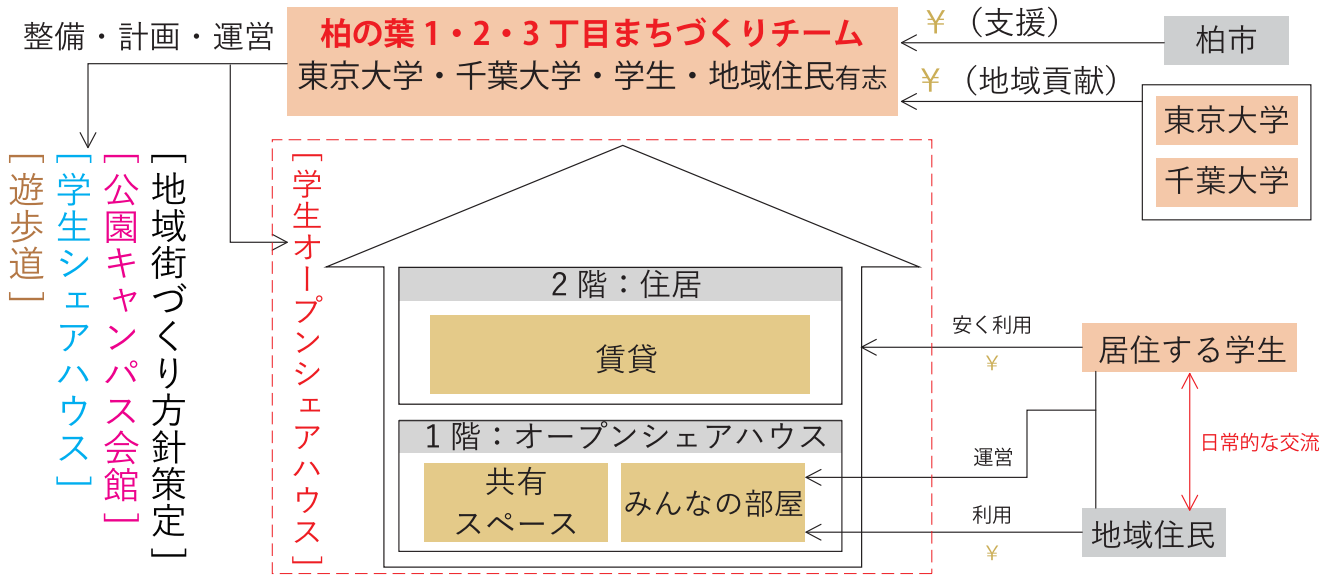 整備・計画・運営
柏の葉1・2・3丁目まちづくりチーム
東京大学・千葉大学・学生・地域住民有志
¥（支援）
柏市
¥（地域貢献）
東京大学
千葉大学
[地域街づくり方針策定]
[公園キャンパス会館]
[学生シェアハウス]
[遊歩道]
[学生オープンシェアハウス]
2階：住居
賃貸
1階：オープンシェアハウス
共有
スペース
みんなの部屋
安く利用
¥
居住する学生
運営
日常的な交流
利用
¥
地域住民